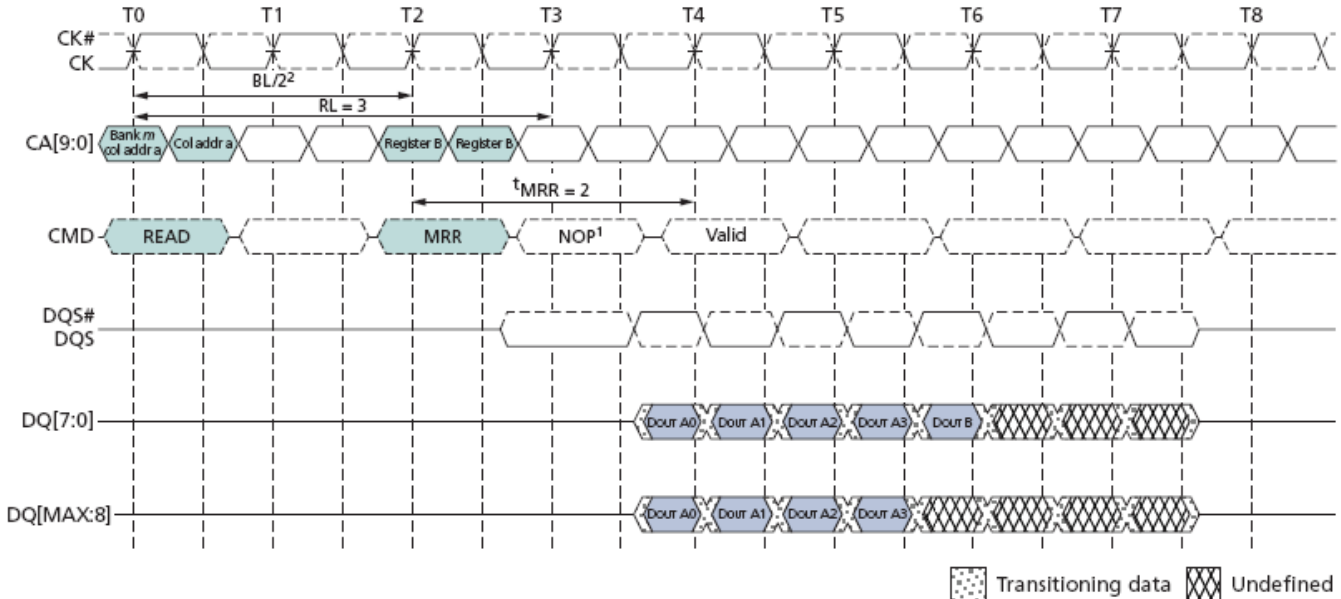 T0 T1 T2 T3 T4 T5 T6 T7 T8
CK#
CK
BL/2²
RL = 3
CA[9:0] Bank m col addr a Col addr a Register B Register B
tMRR = 2
CMD READ MRR NOP¹ Valid
DQS#
DQS
DQ[7:0] DOUT A0 DOUT A1 DOUT A2 DOUT A3 DOUT B
DQ[MAX:8] DOUT A0 DOUT A1 DOUT A2 DOUT A3
Transitioning data Undefined